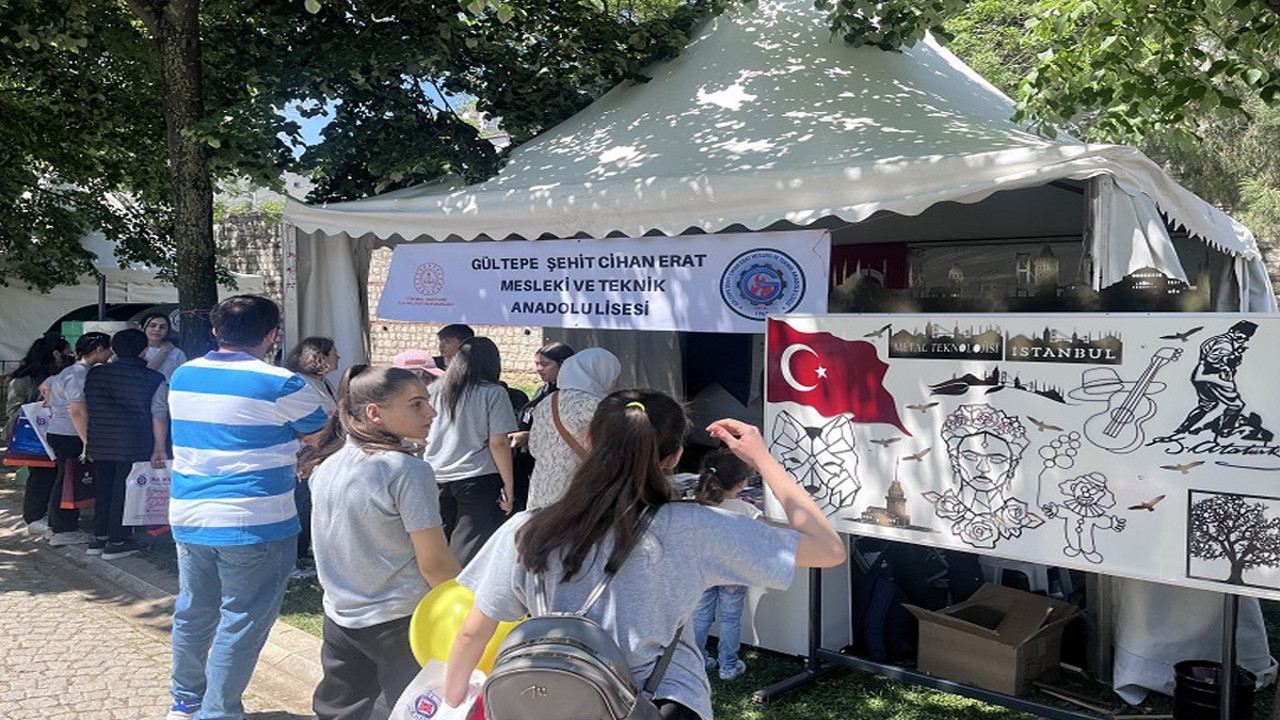 GÜLTEPE ŞEHİT CİHAN ERAT
MESLEKİ VE TEKNİK
ANADOLU LİSESİ
METAL TEKNOLOJİSİ
İSTANBUL